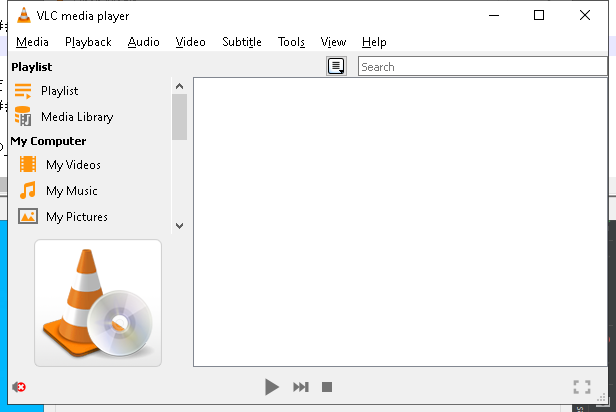 VLC media player
Media Playback Audio Video Subtitle Tools View Help
Playlist
Search
Playlist
Media Library
My Computer
My Videos
My Music
My Pictures